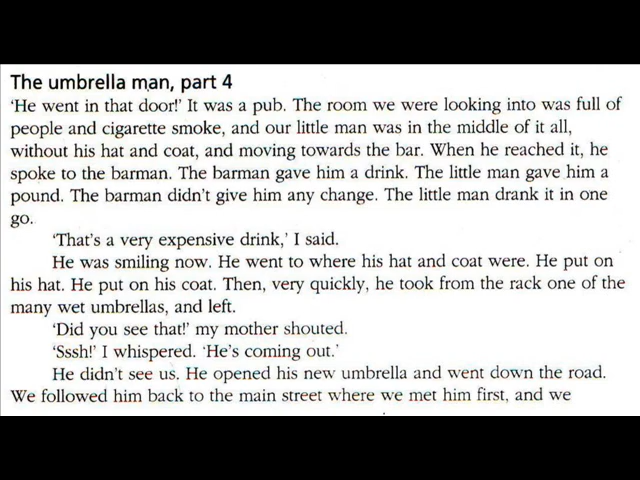 The umbrella man, part 4
'He went in that door!' It was a pub. The room we were looking into was full of
people and cigarette smoke, and our little man was in the middle of it all,
without his hat and coat, and moving towards the bar. When he reached it, he
spoke to the barman. The barman gave him a drink. The little man gave him a
pound. The barman didn't give him any change. The little man drank it in one
go.
'That's a very expensive drink,' I said.
He was smiling now. He went to where his hat and coat were. He put on
his hat. He put on his coat. Then, very quickly, he took from the rack one of the
many wet umbrellas, and left.
'Did you see that!' my mother shouted.
'Sssh!' I whispered. 'He's coming out.'
He didn't see us. He opened his new umbrella and went down the road.
We followed him back to the main street where we met him first, and we